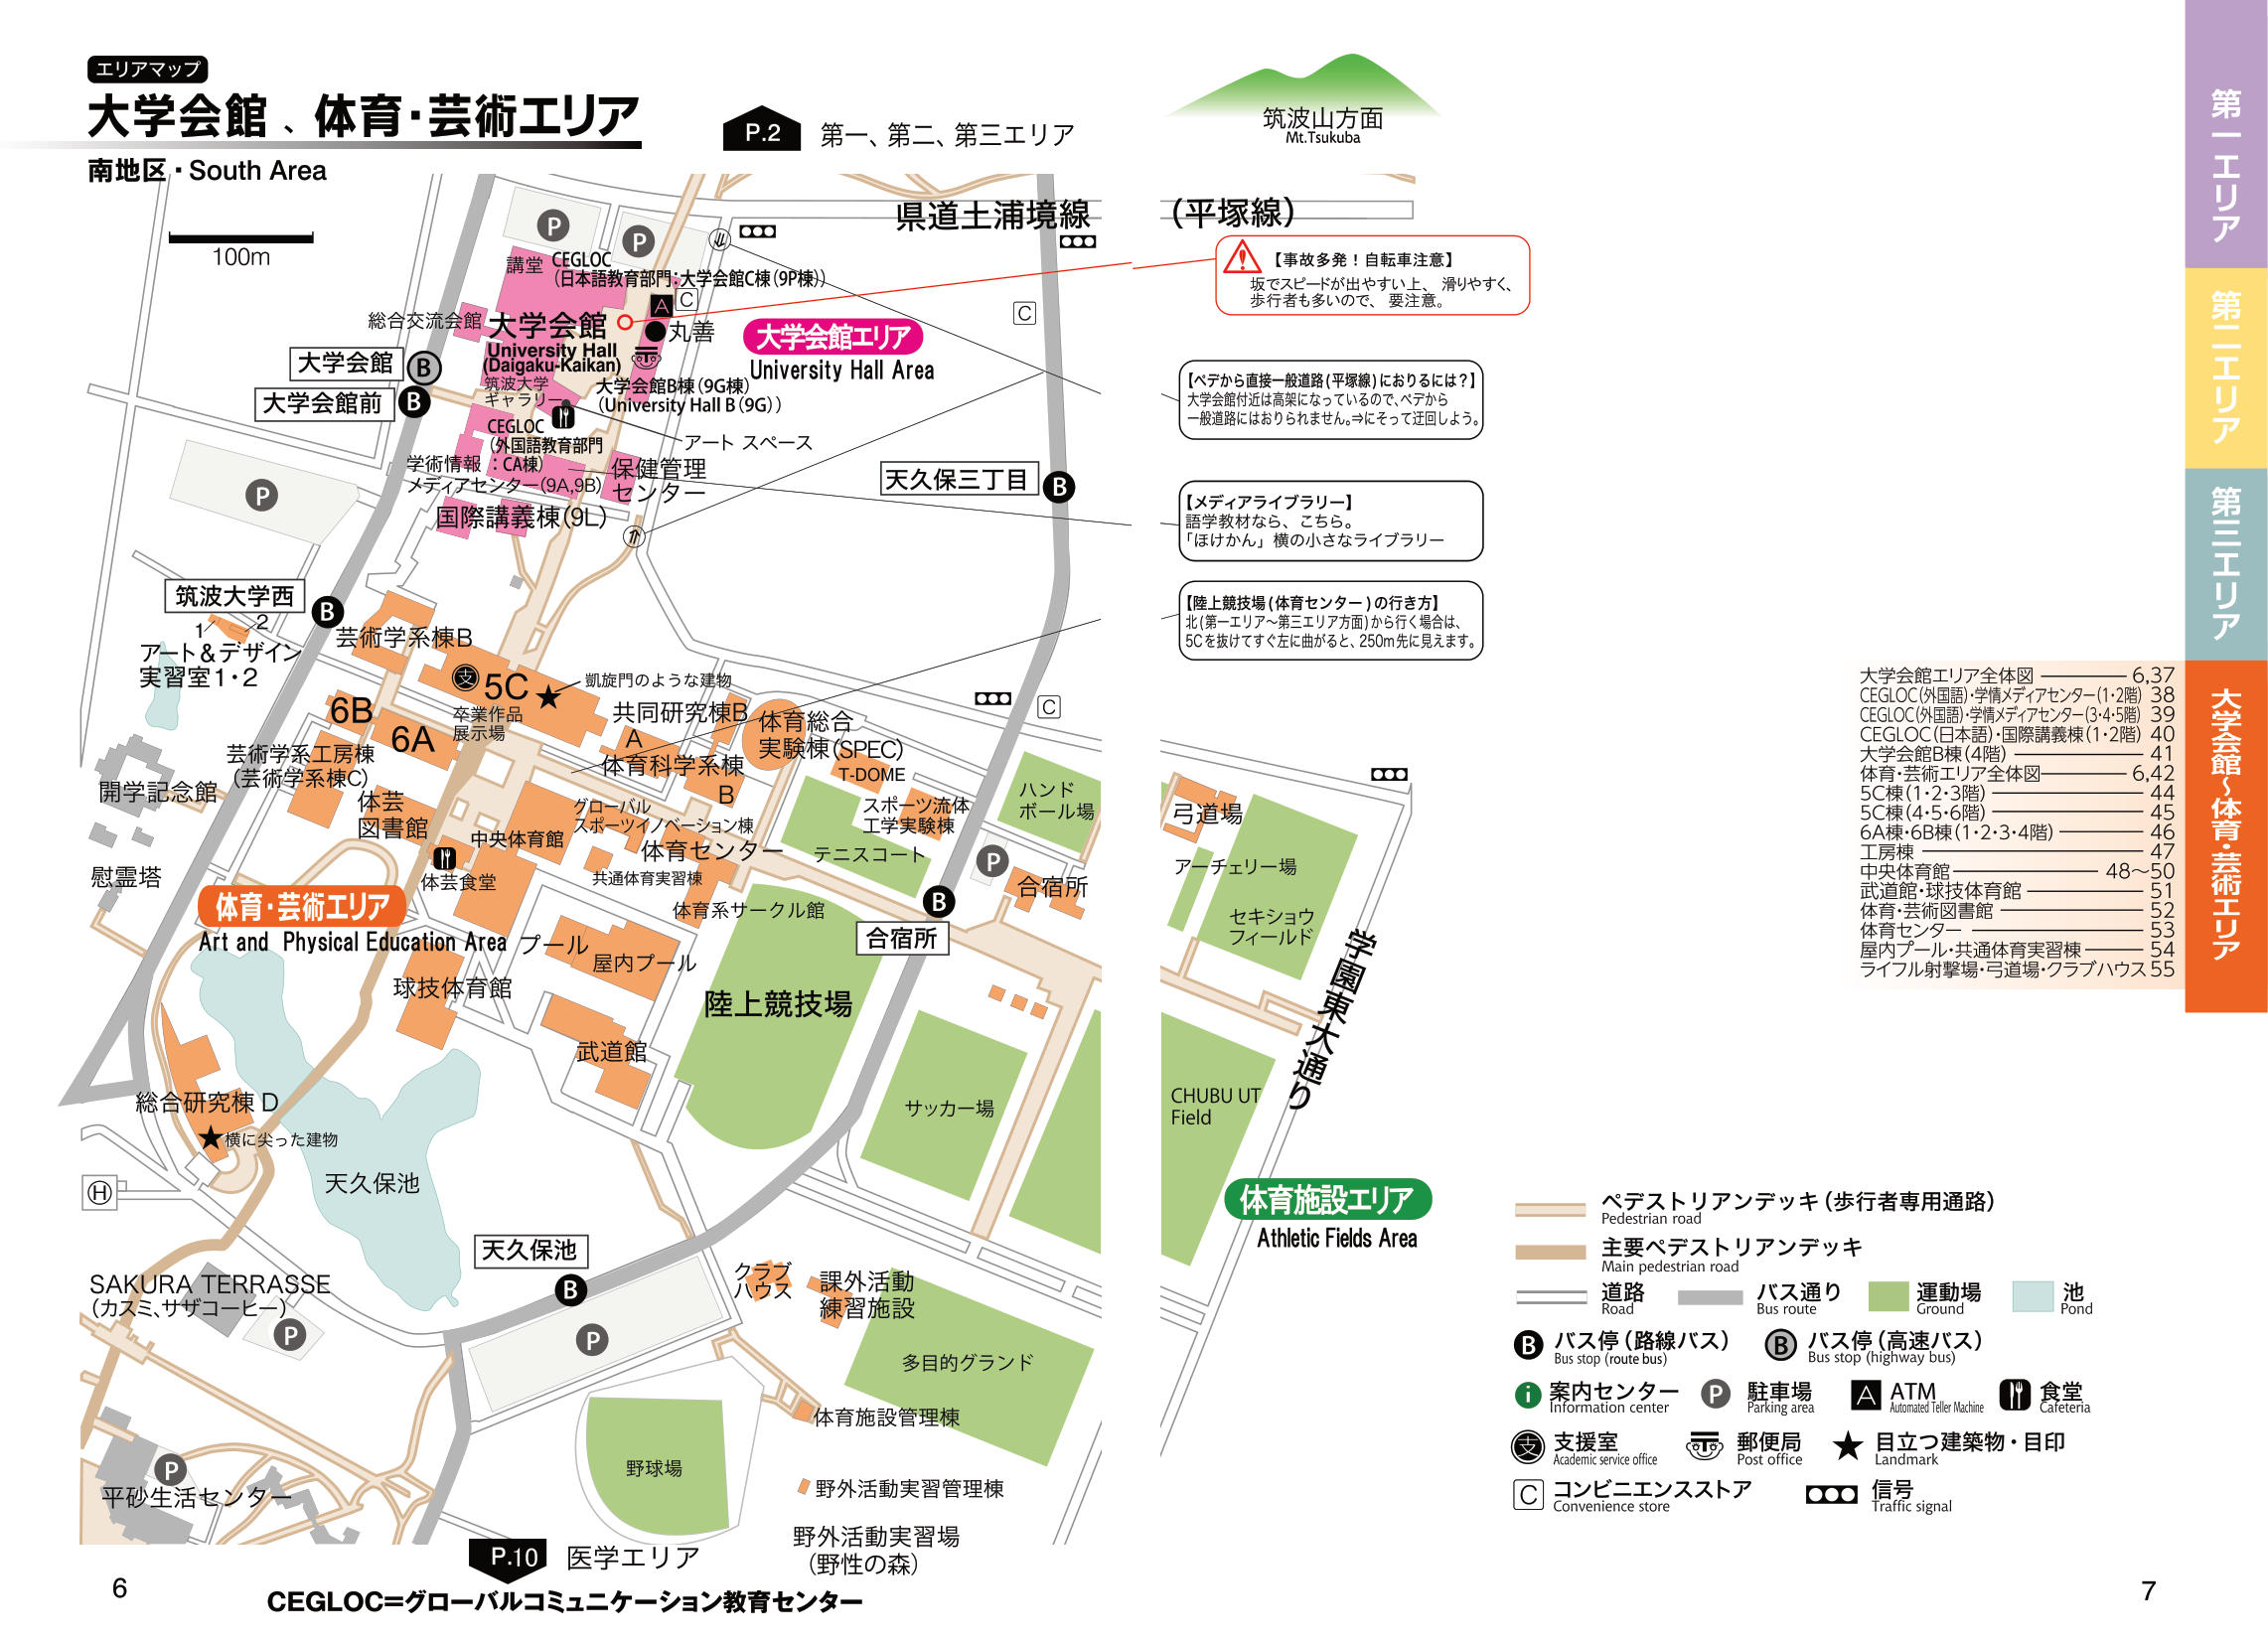 エリアマップ
大学会館、体育・芸術エリア
南地区・South Area
100m
P.2 第一、第二、第三エリア
筑波山方面
Mt.Tsukuba
県道土浦境線 (平塚線)
P
P
講堂
CEGLOC
(日本語教育部門:大学会館C棟(9P棟))
A
C
総合交流会館
大学会館
University Hall
(Daigaku-Kaikan)
丸善
大学会館エリア
University Hall Area
大学会館
B
大学会館前
B
筑波大学
ギャラリー
大学会館B棟(9G棟)
(University Hall B(9G))
CEGLOC
(外国語教育部門
:CA棟)
アート スペース
学術情報
メディアセンター(9A,9B)
保健管理
センター
国際講義棟(9L)
P
C
天久保三丁目
B
【事故多発!自転車注意】
坂でスピードが出やすい上、 滑りやすく、
歩行者も多いので、 要注意。
【ペデから直接一般道路(平塚線)におりるには?】
大学会館付近は高架になっているので、ペデから
一般道路にはおりられません。⇒にそって迂回しよう。
【メディアライブラリー】
語学教材なら、こちら。
「ほけかん」横の小さなライブラリー
【陸上競技場(体育センター)の行き方】
北(第一エリア〜第三エリア方面)から行く場合は、
5Cを抜けてすぐ左に曲がると、250m先に見えます。
筑波大学西
B
1
2
アート&デザイン
実習室1・2
芸術学系棟B
支
5C
凱旋門のような建物
卒業作品
展示場
6B
6A
共同研究棟B
A
体育科学系棟
B
体育総合
実験棟(SPEC)
T-DOME
C
芸術学系工房棟
(芸術学系棟C)
開学記念館
体芸
図書館
中央体育館
グローバル
スポーツイノベーション棟
体育センター
スポーツ流体
工学実験棟
テニスコート
ハンド
ボール場
P
合宿所
弓道場
アーチェリー場
セキショウ
フィールド
慰霊塔
体芸食堂
共通体育実習棟
体育系サークル館
B
合宿所
体育・芸術エリア
Art and Physical Education Area
プール
屋内プール
球技体育館
陸上競技場
武道館
学園東大通り
サッカー場
CHUBU UT
Field
総合研究棟 D
横に尖った建物
天久保池
H
体育施設エリア
Athletic Fields Area
天久保池
B
P
SAKURA TERRASSE
(カスミ、サザコーヒー)
P
クラブ
ハウス
課外活動
練習施設
多目的グランド
体育施設管理棟
野球場
野外活動実習管理棟
野外活動実習場
(野性の森)
P
平砂生活センター
P.10 医学エリア
CEGLOC=グローバルコミュニケーション教育センター
6
第一エリア
第二エリア
第三エリア
大学会館〜体育・芸術エリア
大学会館エリア全体図 6,37
CEGLOC(外国語)・学情メディアセンター(1・2階) 38
CEGLOC(外国語)・学情メディアセンター(3・4・5階) 39
CEGLOC(日本語)・国際講義棟(1・2階) 40
大学会館B棟(4階) 41
体育・芸術エリア全体図 6,42
5C棟(1・2・3階) 44
5C棟(4・5・6階) 45
6A棟・6B棟(1・2・3・4階) 46
工房棟 47
中央体育館 48〜50
武道館・球技体育館 51
体育・芸術図書館 52
体育センター 53
屋内プール・共通体育実習棟 54
ライフル射撃場・弓道場・クラブハウス 55
ペデストリアンデッキ(歩行者専用通路)
Pedestrian road
主要ペデストリアンデッキ
Main pedestrian road
道路
Road
バス通り
Bus route
運動場
Ground
池
Pond
B バス停(路線バス)
Bus stop (route bus)
B バス停(高速バス)
Bus stop (highway bus)
i 案内センター
Information center
P 駐車場
Parking area
A ATM
Automated Teller Machine
食堂
Cafeteria
支 支援室
Academic service office
郵便局
Post office
目立つ建築物・目印
Landmark
C コンビニエンスストア
Convenience store
信号
Traffic signal
7